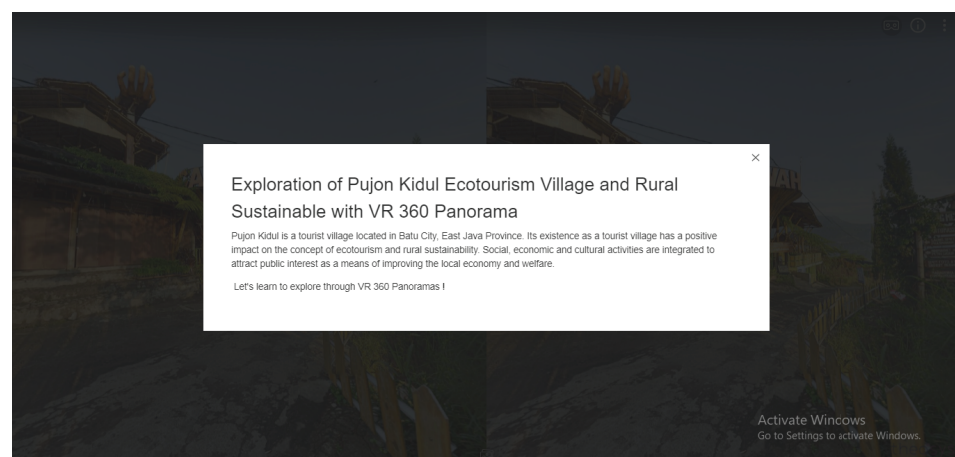 Exploration of Pujon Kidul Ecotourism Village and Rural
Sustainable with VR 360 Panorama
Pujon Kidul is a tourist village located in Batu City, East Java Province. Its existence as a tourist village has a positive
impact on the concept of ecotourism and rural sustainability. Social, economic and cultural activities are integrated to
attract public interest as a means of improving the local economy and welfare.
Let's learn to explore through VR 360 Panoramas !
Activate Windows
Go to Settings to activate Windows.